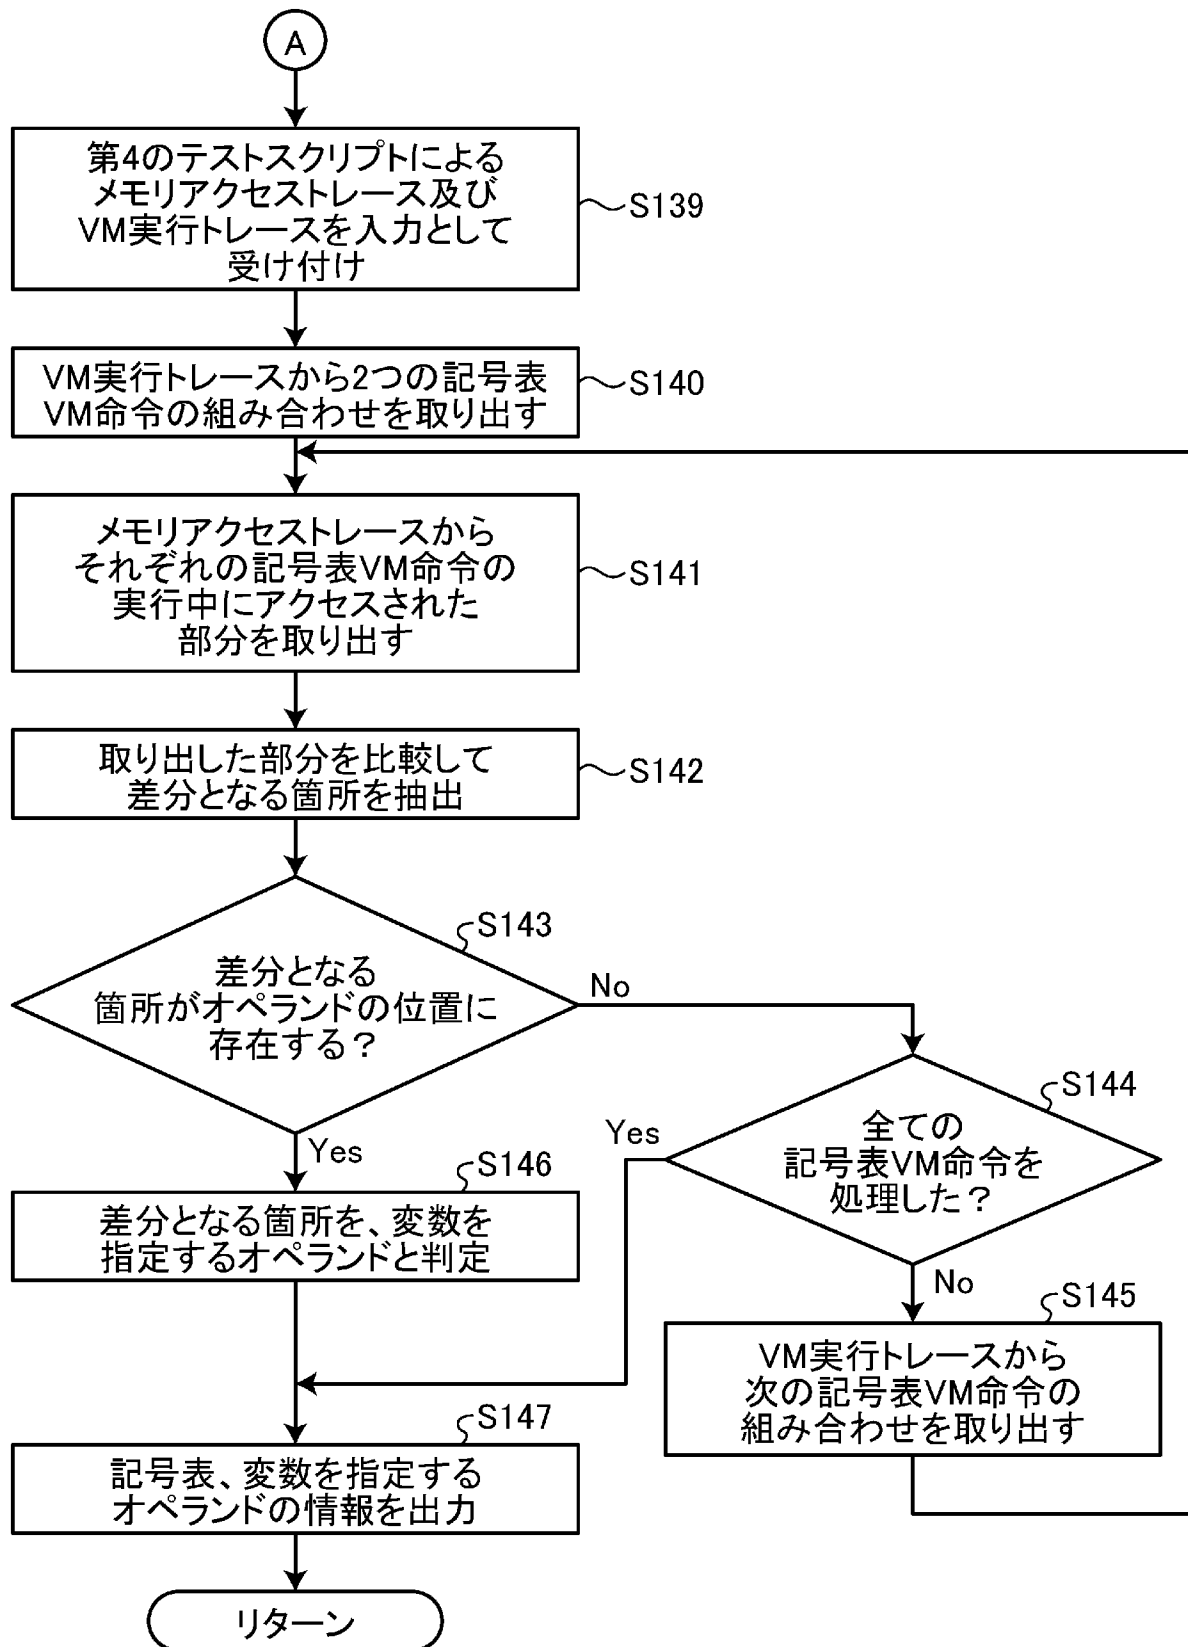 A
第4のテストスクリプトによる
メモリアクセストレース及び
VM実行トレースを入力として
受け付け
S139
VM実行トレースから2つの記号表
VM命令の組み合わせを取り出す
S140
メモリアクセストレースから
それぞれの記号表VM命令の
実行中にアクセスされた
部分を取り出す
S141
取り出した部分を比較して
差分となる箇所を抽出
S142
S143
差分となる
箇所がオペランドの位置に
存在する？
No
Yes
S144
全ての
記号表VM命令を
処理した？
Yes
No
S146
差分となる箇所を、変数を
指定するオペランドと判定
S145
VM実行トレースから
次の記号表VM命令の
組み合わせを取り出す
S147
記号表、変数を指定する
オペランドの情報を出力
リターン